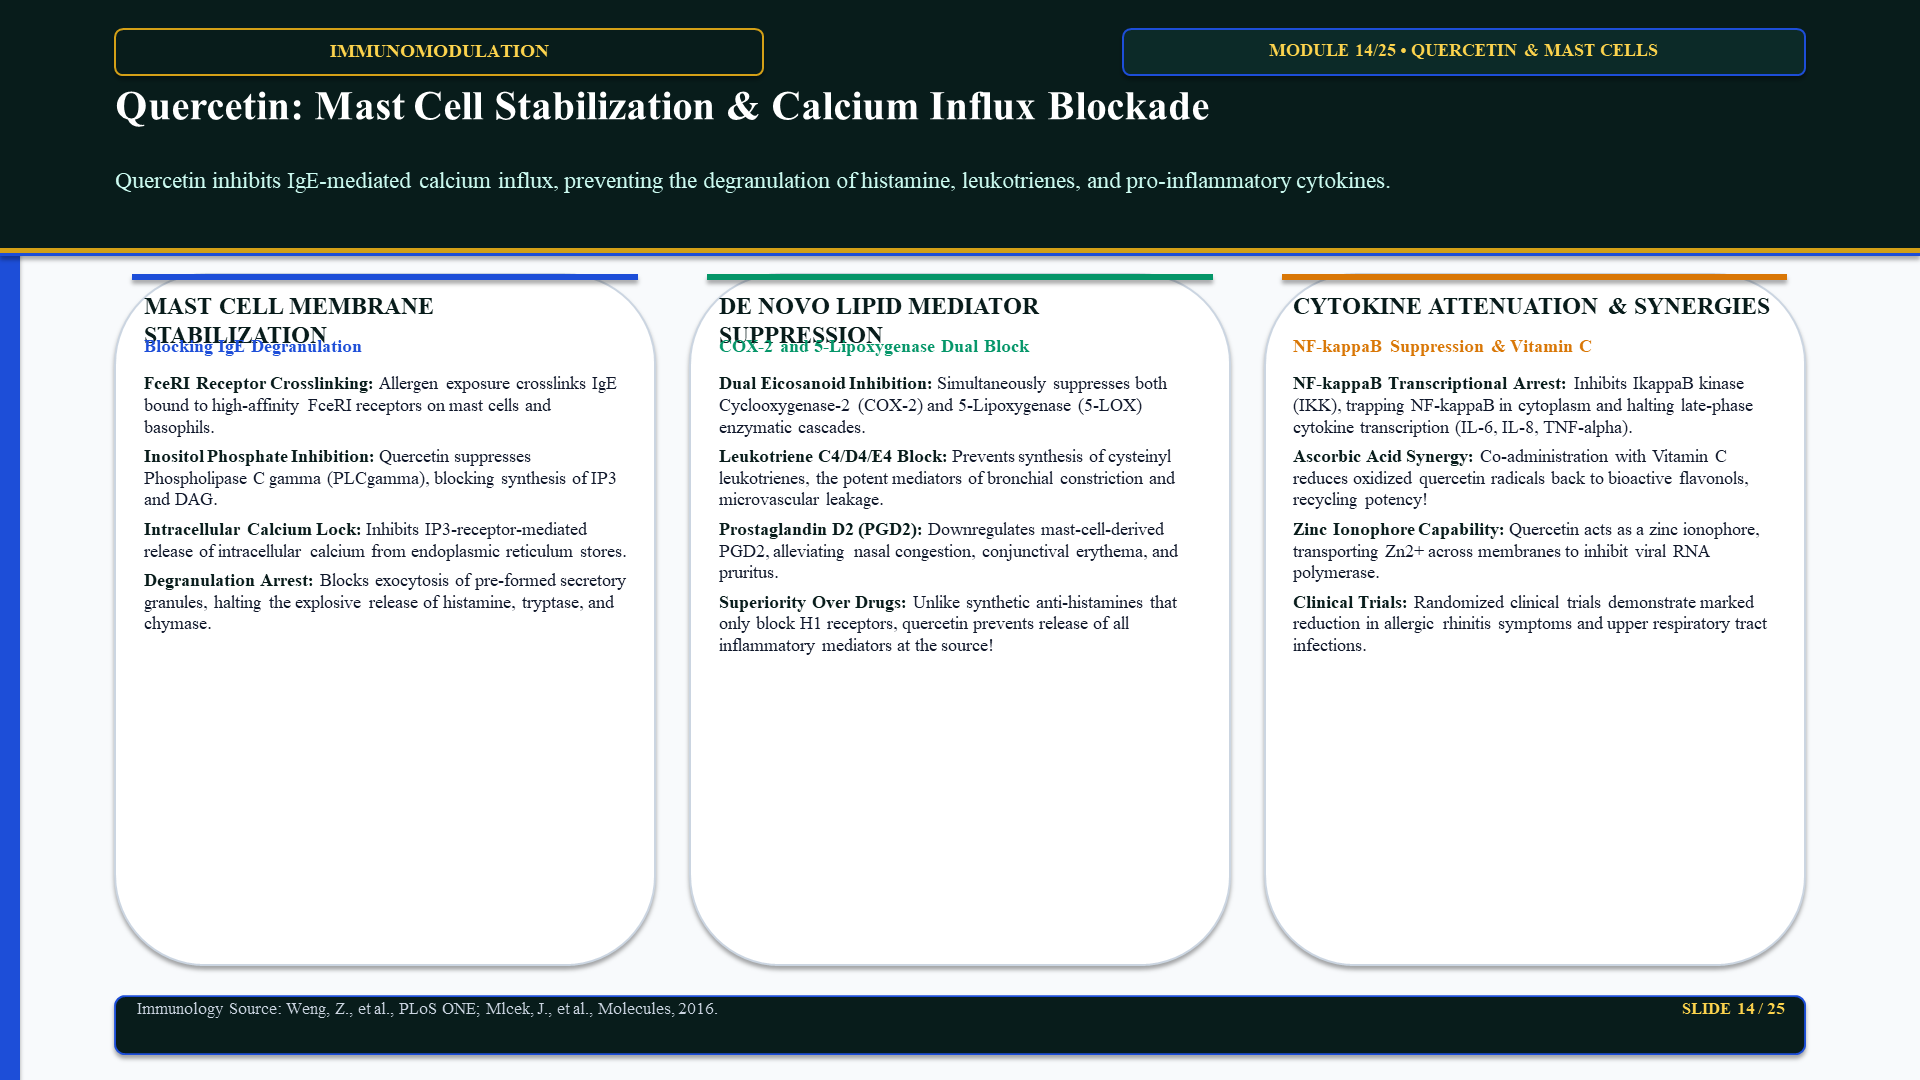 IMMUNOMODULATION
MODULE 14/25 • QUERCETIN & MAST CELLS
Quercetin: Mast Cell Stabilization & Calcium Influx Blockade
Quercetin inhibits IgE-mediated calcium influx, preventing the degranulation of histamine, leukotrienes, and pro-inflammatory cytokines.
MAST CELL MEMBRANE
STABILIZATION
Blocking IgE Degranulation
FceRI Receptor Crosslinking: Allergen exposure crosslinks IgE
bound to high-affinity FceRI receptors on mast cells and
basophils.
Inositol Phosphate Inhibition: Quercetin suppresses
Phospholipase C gamma (PLCgamma), blocking synthesis of IP3
and DAG.
Intracellular Calcium Lock: Inhibits IP3-receptor-mediated
release of intracellular calcium from endoplasmic reticulum stores.
Degranulation Arrest: Blocks exocytosis of pre-formed secretory
granules, halting the explosive release of histamine, tryptase, and
chymase.
DE NOVO LIPID MEDIATOR
SUPPRESSION
COX-2 and 5-Lipoxygenase Dual Block
Dual Eicosanoid Inhibition: Simultaneously suppresses both
Cyclooxygenase-2 (COX-2) and 5-Lipoxygenase (5-LOX)
enzymatic cascades.
Leukotriene C4/D4/E4 Block: Prevents synthesis of cysteinyl
leukotrienes, the potent mediators of bronchial constriction and
microvascular leakage.
Prostaglandin D2 (PGD2): Downregulates mast-cell-derived
PGD2, alleviating nasal congestion, conjunctival erythema, and
pruritus.
Superiority Over Drugs: Unlike synthetic anti-histamines that
only block H1 receptors, quercetin prevents release of all
inflammatory mediators at the source!
CYTOKINE ATTENUATION & SYNERGIES
NF-kappaB Suppression & Vitamin C
NF-kappaB Transcriptional Arrest: Inhibits IkappaB kinase
(IKK), trapping NF-kappaB in cytoplasm and halting late-phase
cytokine transcription (IL-6, IL-8, TNF-alpha).
Ascorbic Acid Synergy: Co-administration with Vitamin C
reduces oxidized quercetin radicals back to bioactive flavonols,
recycling potency!
Zinc Ionophore Capability: Quercetin acts as a zinc ionophore,
transporting Zn2+ across membranes to inhibit viral RNA
polymerase.
Clinical Trials: Randomized clinical trials demonstrate marked
reduction in allergic rhinitis symptoms and upper respiratory tract
infections.
Immunology Source: Weng, Z., et al., PLoS ONE; Mlcek, J., et al., Molecules, 2016.
SLIDE 14 / 25